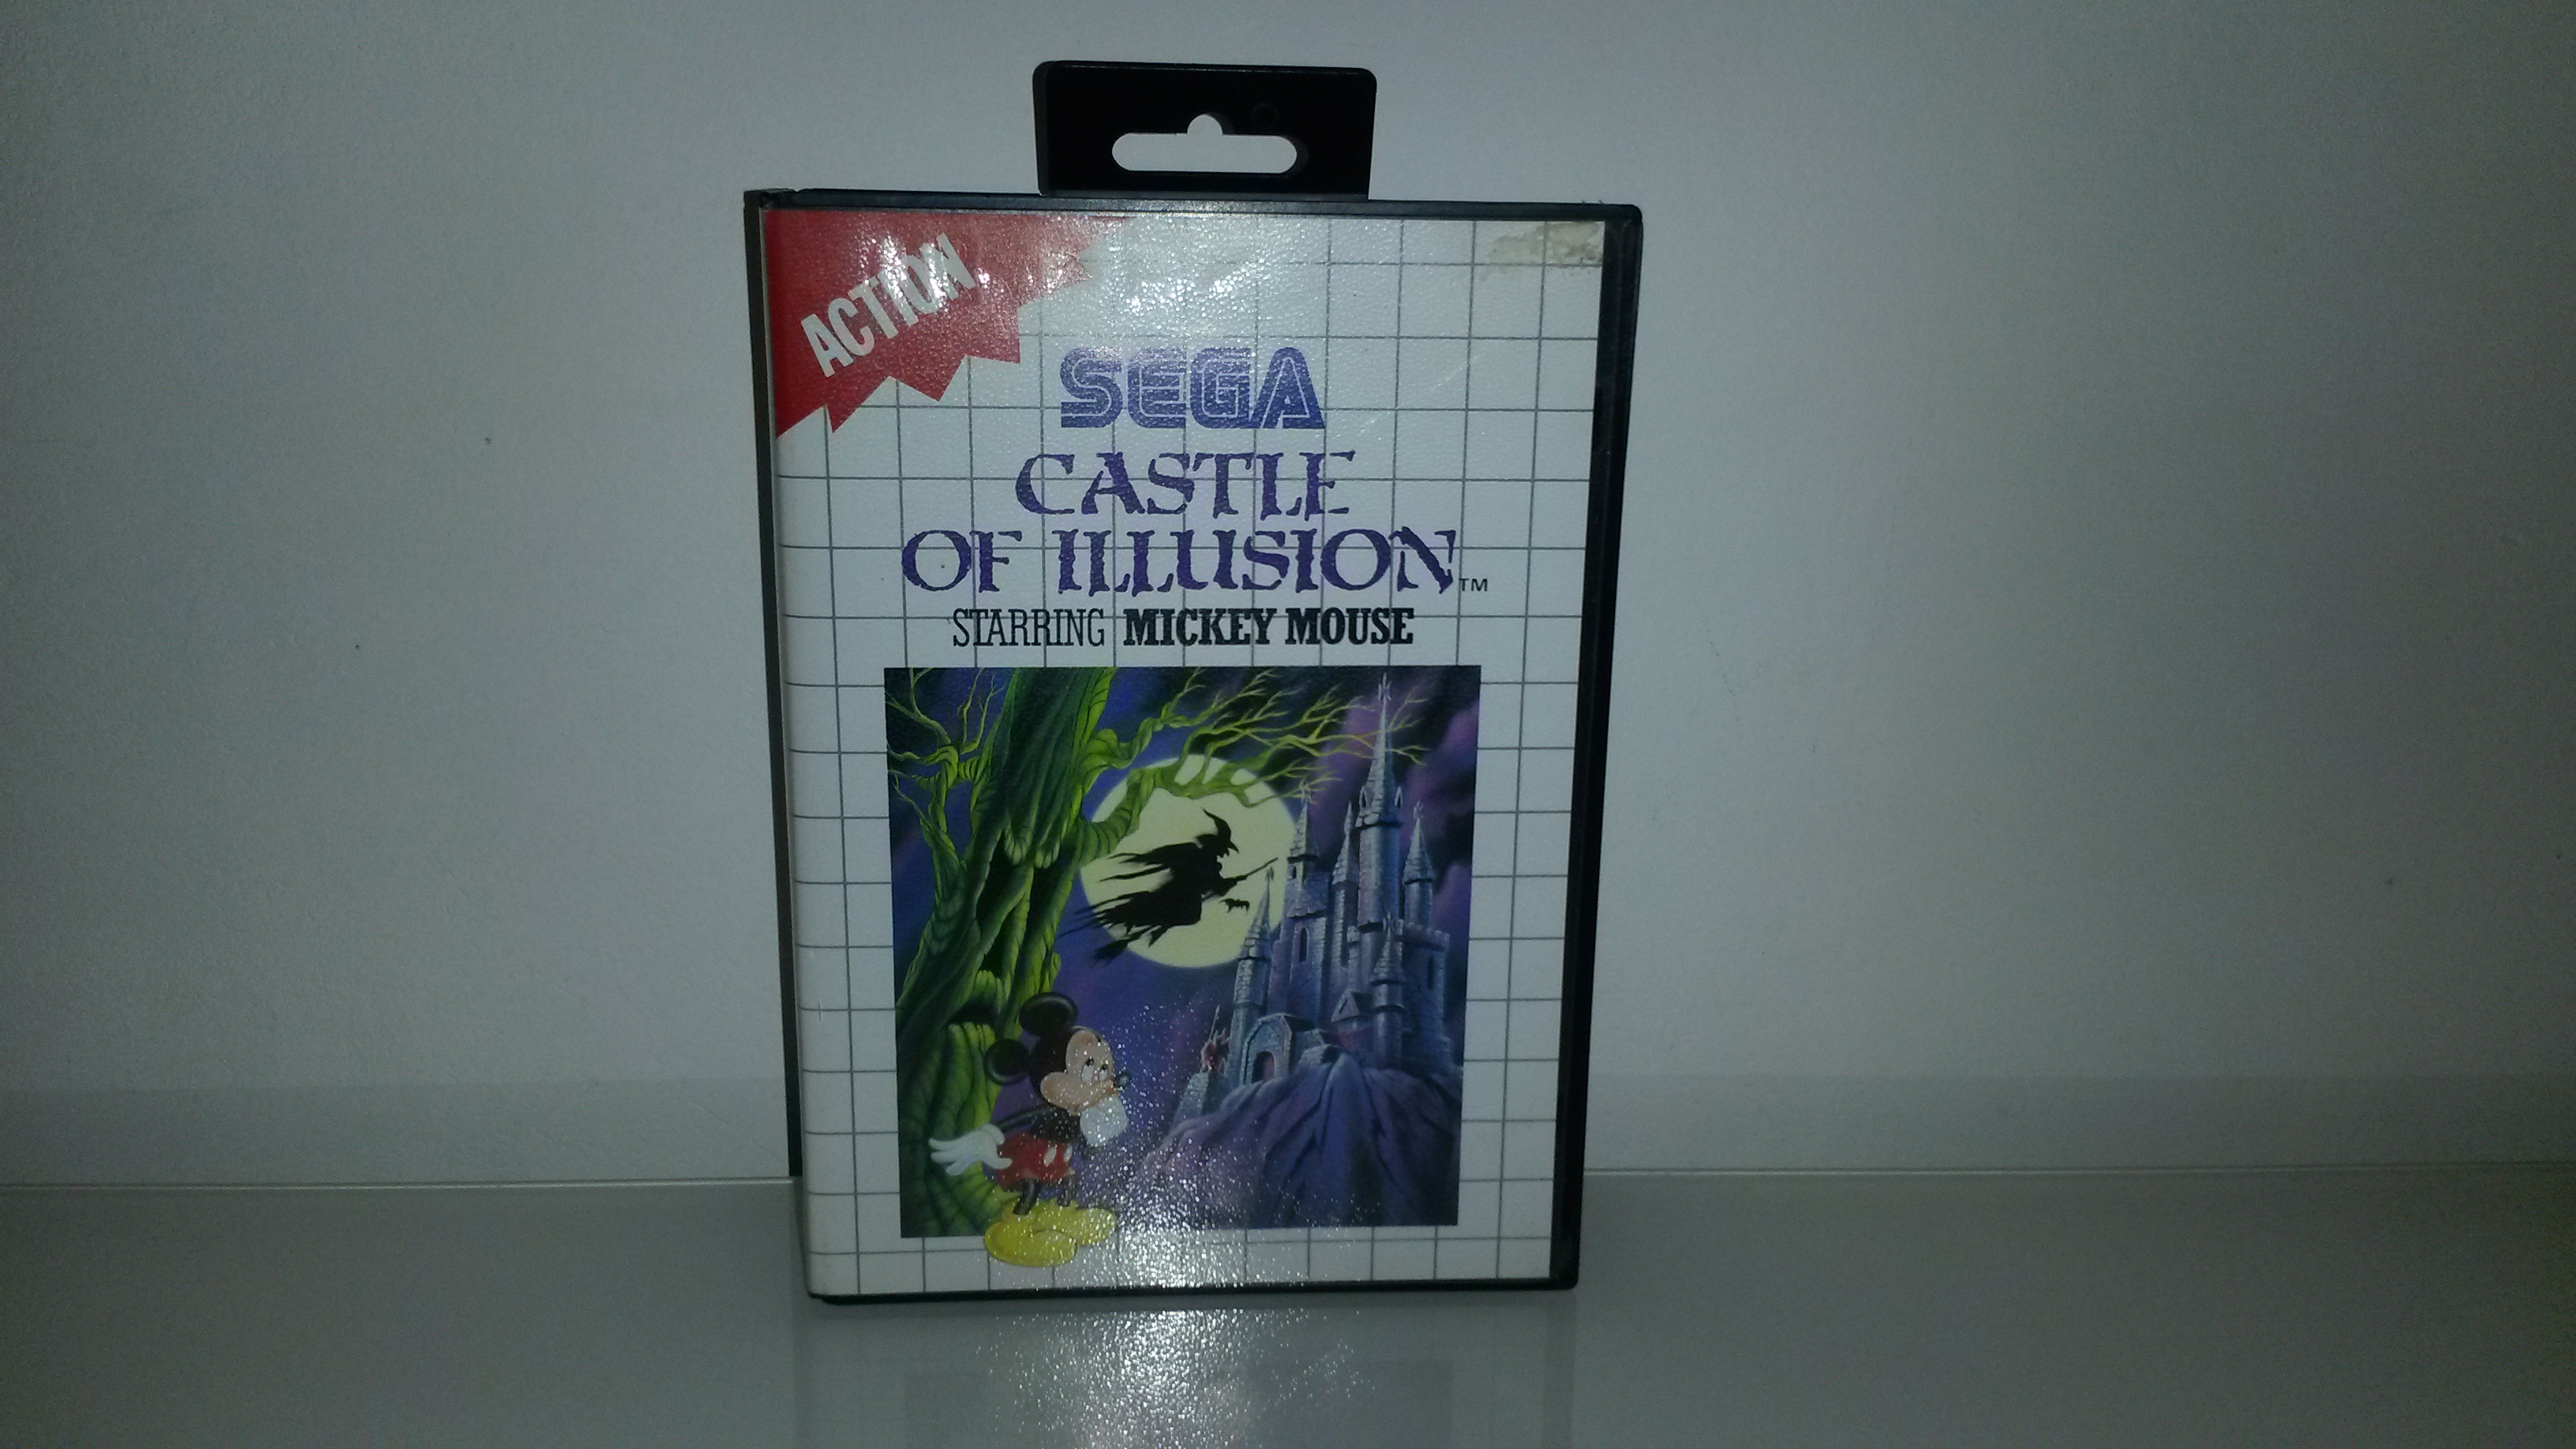 ACTION
SEGA
CASTLE
OF ILLUSION™
STARRING MICKEY MOUSE